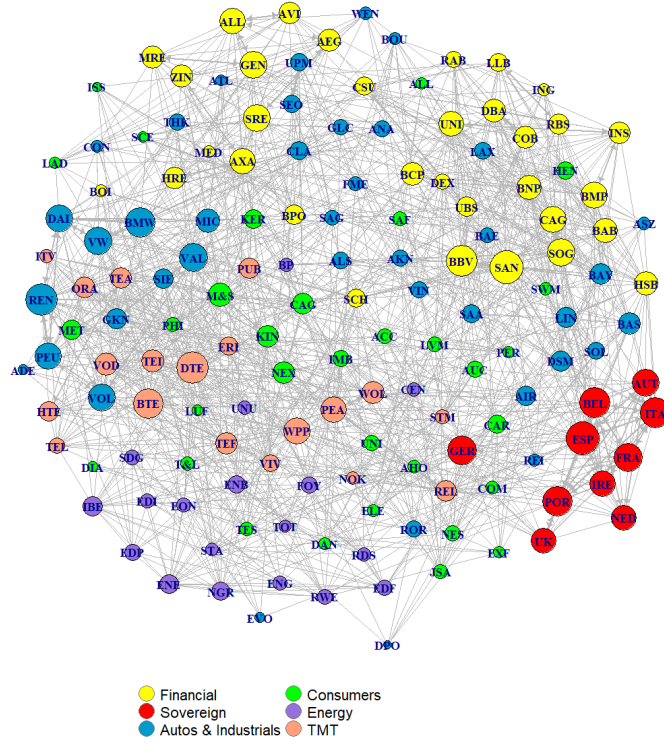 WEN
AVI
ALL
BOU
AEG
MRE
GEN
UPM
RAB
LLB
ZIN
ATL
CSU
ALL
ISS
ING
SEO
DBA
THK
SRE
GLC
ANA
UNI
RBS
SCE
COB
INS
CON
MED
CLA
LAX
LAD
AXA
HEN
HRE
FME
BCP
DEX
BNP
BOI
BMP
UBS
DAI
BMW
MIC
KER
BPO
SAG
SAF
CAG
ASZ
BAE
BAB
VW
ITV
VAL
PUB
BP
ALS
AKN
BBV
SAN
SOG
TEA
SIE
BAV
ORA
HSB
REN
M&S
CAG
SCH
VIN
SWM
MET
GKN
PHI
SAA
LIN
BAS
KIN
ACC
LVM
ERI
PER
SOL
PEU
VOD
TEI
IMB
DSM
ADE
DTE
NEX
AUC
AUT
VOL
WOL
CEN
AIR
BEL
HTE
BTE
LUF
UNU
PEA
STM
ITA
CAR
WPP
ESP
TEL
TEF
UNI
GER
SDG
FRA
DIA
T&L
VIV
AHO
REI
NOK
IBE
ENB
FOY
REL
COM
IRE
EDI
EON
ELE
POR
NED
TES
TOT
ROR
NES
UK
EDP
STA
DAN
RDS
EXF
JSA
ENE
NGR
ENG
RWE
EDF
EVO
DPO
Financial
Consumers
Sovereign
Energy
Autos & Industrials
TMT